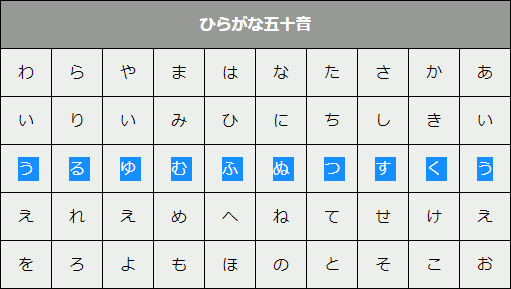 ひらがな五十音
わ ら や ま は な た さ か あ
い り い み ひ に ち し き い
う る ゆ む ふ ぬ つ す く う
え れ え め へ ね て せ け え
を ろ よ も ほ の と そ こ お